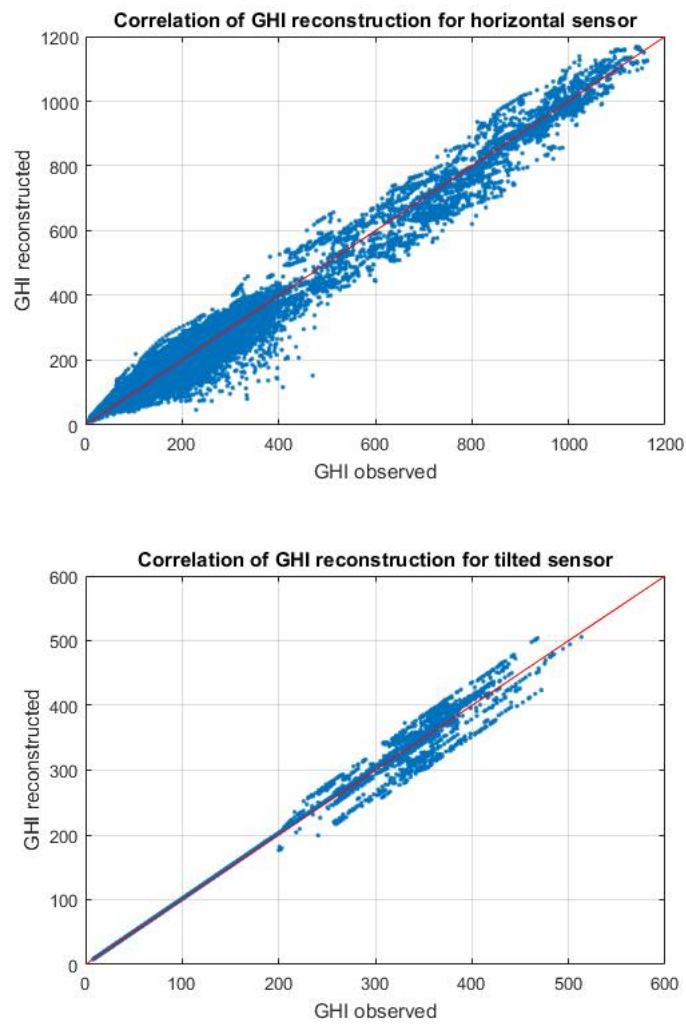 Correlation of GHI reconstruction for horizontal sensor
1200
1000
800
600
400
200
0
GHI reconstructed
0 200 400 600 800 1000 1200
GHI observed
Correlation of GHI reconstruction for tilted sensor
600
500
400
300
200
100
0
GHI reconstructed
0 100 200 300 400 500 600
GHI observed